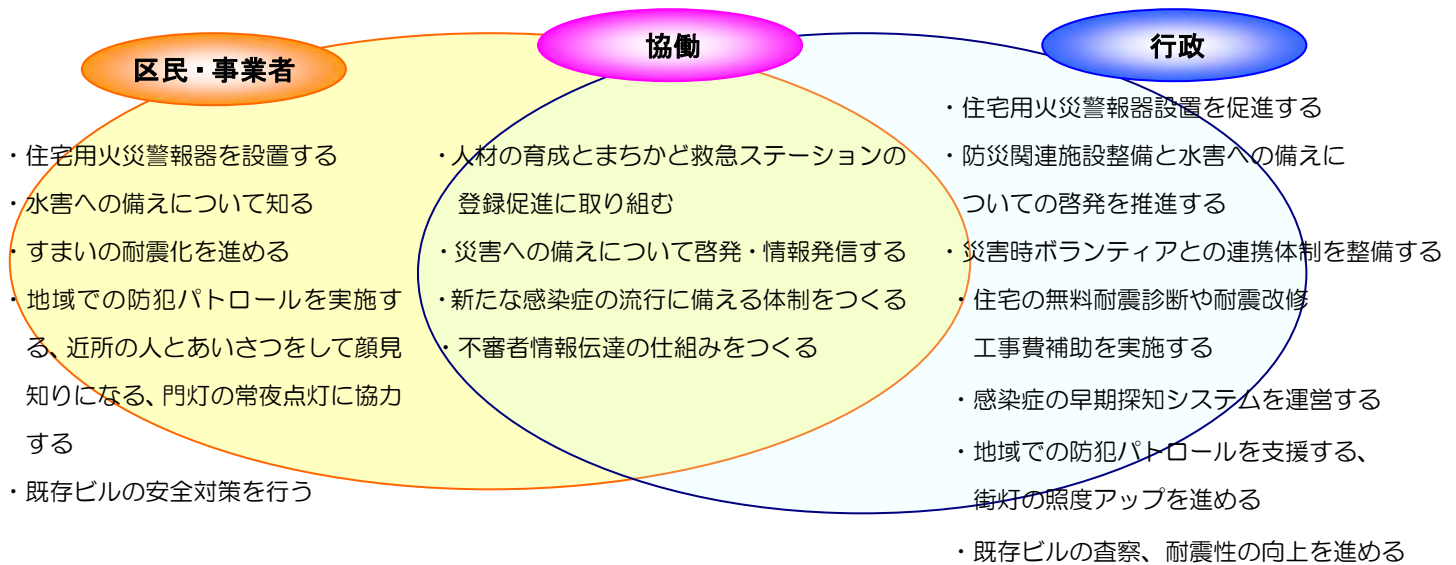 区民・事業者
・住宅用火災警報器を設置する
・水害への備えについて知る
・すまいの耐震化を進める
・地域での防犯パトロールを実施す
る、近所の人とあいさつをして顔見
知りになる、門灯の常夜点灯に協力
する
・既存ビルの安全対策を行う
協働
・人材の育成とまちかど救急ステーションの
登録促進に取り組む
・災害への備えについて啓発・情報発信する
・新たな感染症の流行に備える体制をつくる
・不審者情報伝達の仕組みをつくる
行政
・住宅用火災警報器設置を促進する
・防災関連施設整備と水害への備えに
ついての啓発を推進する
・災害時ボランティアとの連携体制を整備する
・住宅の無料耐震診断や耐震改修
工事費補助を実施する
・感染症の早期探知システムを運営する
・地域での防犯パトロールを支援する、
街灯の照度アップを進める
・既存ビルの査察、耐震性の向上を進める